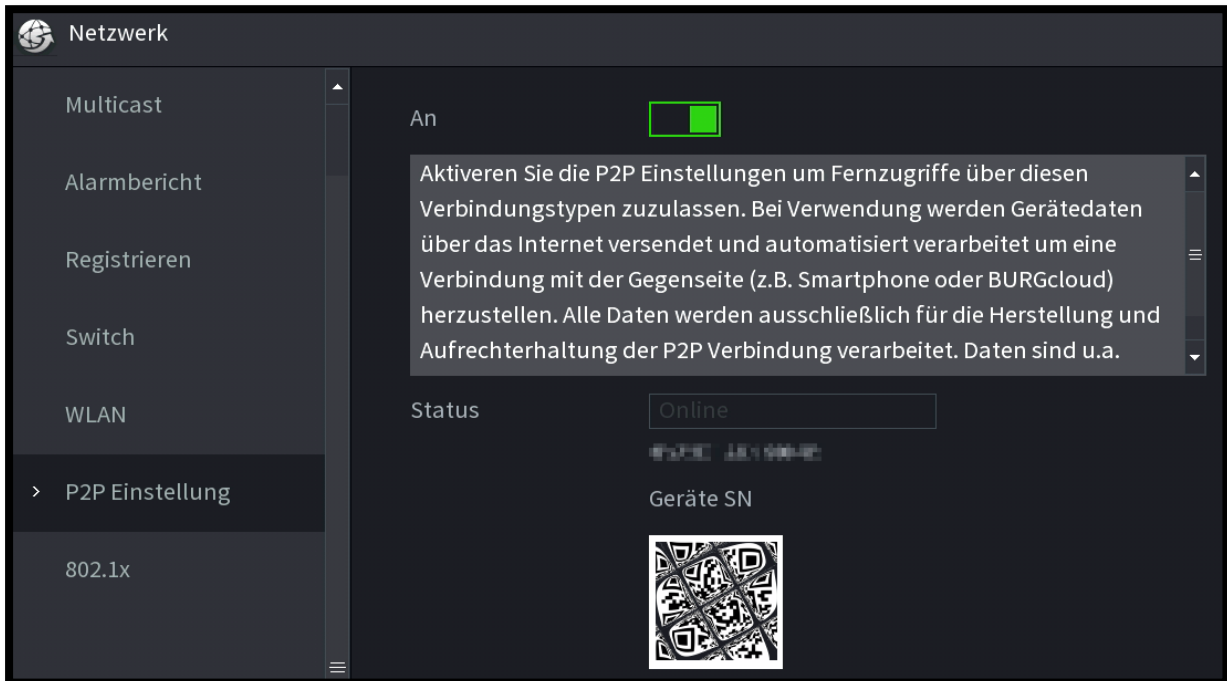 Netzwerk
Multicast
Alarmbericht
Registrieren
Switch
WLAN
P2P Einstellung
802.1x
An
Aktiveren Sie die P2P Einstellungen um Fernzugriffe über diesen
Verbindungstypen zuzulassen. Bei Verwendung werden Gerätedaten
über das Internet versendet und automatisiert verarbeitet um eine
Verbindung mit der Gegenseite (z.B. Smartphone oder BURGcloud)
herzustellen. Alle Daten werden ausschließlich für die Herstellung und
Aufrechterhaltung der P2P Verbindung verarbeitet. Daten sind u.a.
Status
Online
Geräte SN